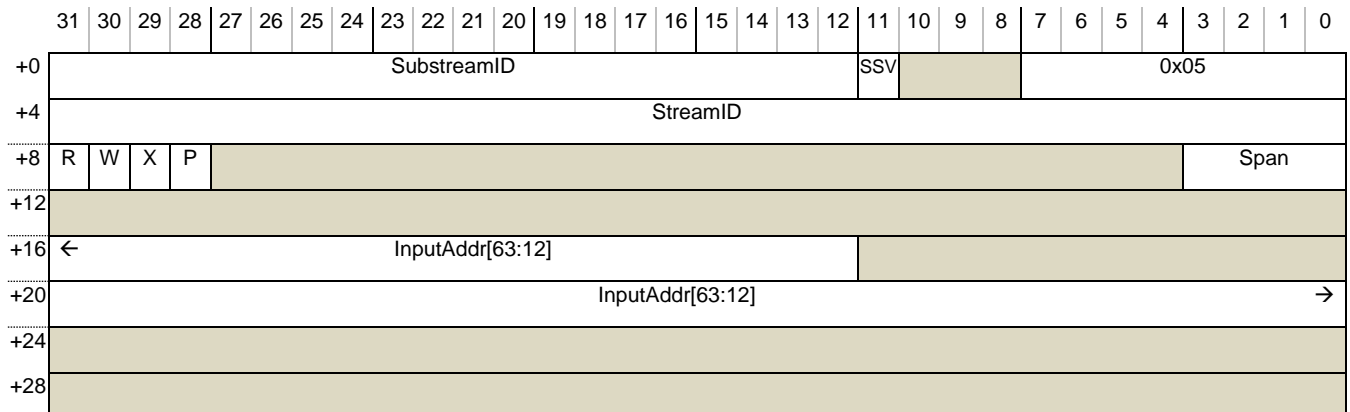 31 30 29 28 27 26 25 24 23 22 21 20 19 18 17 16 15 14 13 12 11 10 9 8 7 6 5 4 3 2 1 0
+0 SubstreamID SSV 0x05
+4 StreamID
+8 R W X P Span
+12
+16 ← InputAddr[63:12]
+20 InputAddr[63:12] →
+24
+28